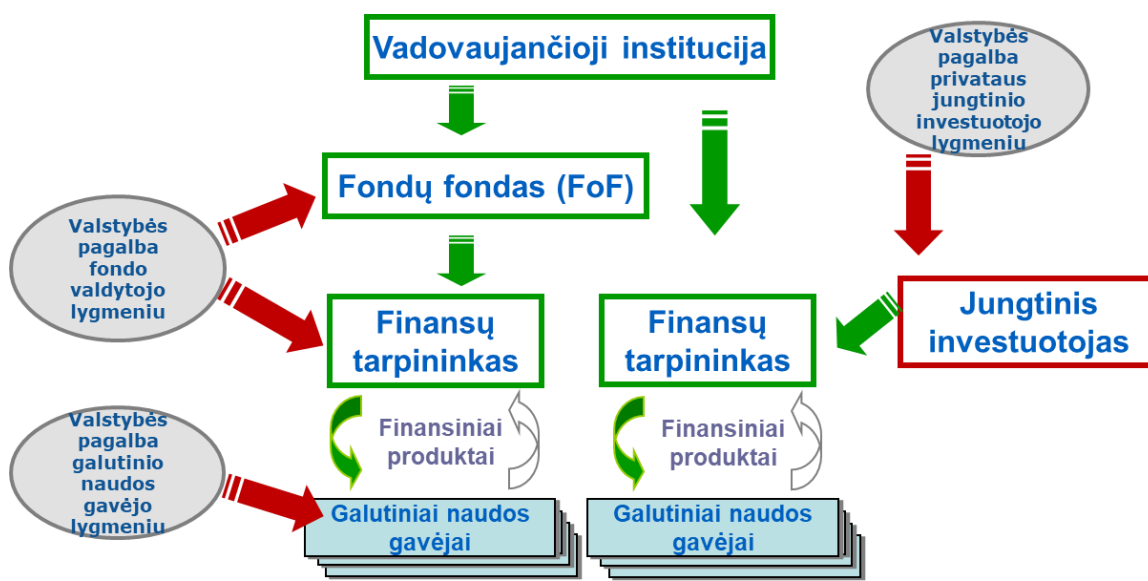 Vadovaujančioji institucija
Valstybės
pagalba
privataus
jungtinio
investuotojo
lygmeniu
Fondų fondas (FoF)
Valstybės
pagalba
fondo
valdytojo
lygmeniu
Finansų
tarpininkas
Finansų
tarpininkas
Jungtinis
investuotojas
Valstybės
pagalba
galutinio
naudos
gavėjo
lygmeniu
Finansiniai
produktai
Finansiniai
produktai
Galutiniai naudos
gavėjai
Galutiniai naudos
gavėjai